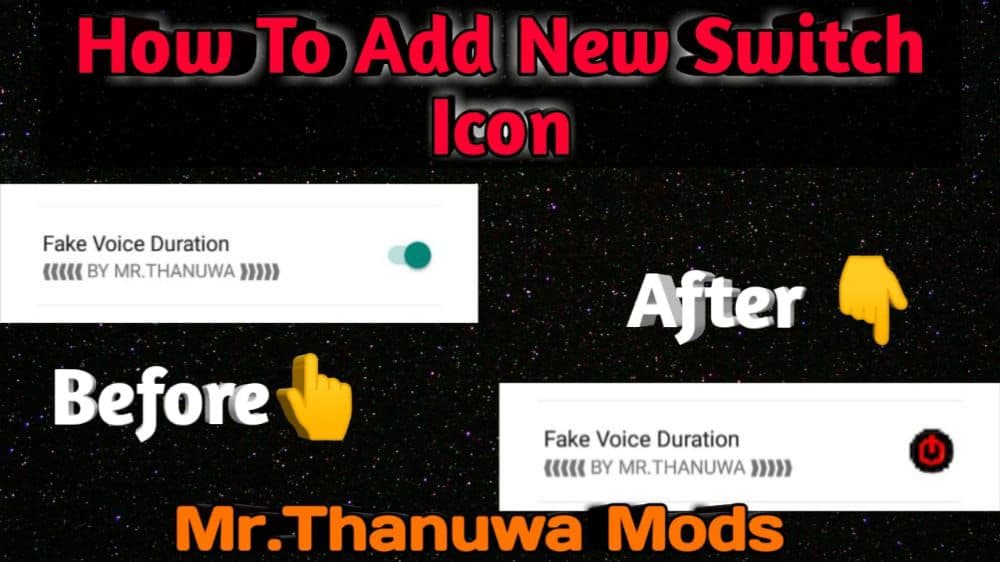 How To Add New Switch
Icon
Fake Voice Duration
⸨⸨⸨⸨⸨ BY MR.THANUWA ⸩⸩⸩⸩⸩
After
Before
Fake Voice Duration
⸨⸨⸨⸨⸨ BY MR.THANUWA ⸩⸩⸩⸩⸩
Mr.Thanuwa Mods